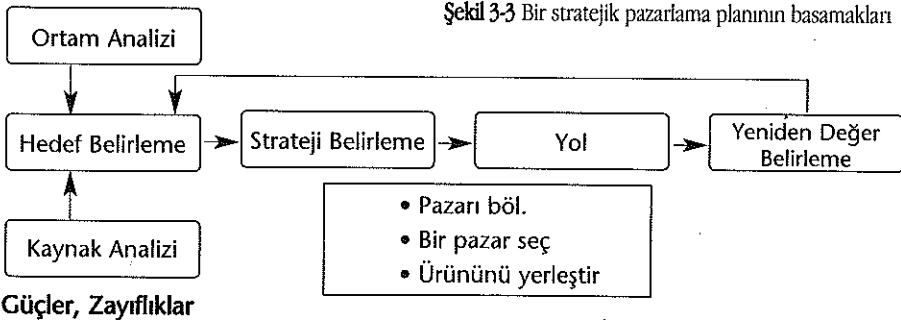 Şekil 3-3 Bir stratejik pazarlama planının basamakları
Ortam Analizi
Hedef Belirleme
Strateji Belirleme
Yol
Yeniden Değer
Belirleme
• Pazarı böl.
• Bir pazar seç
• Ürününü yerleştir
Kaynak Analizi
Güçler, Zayıflıklar